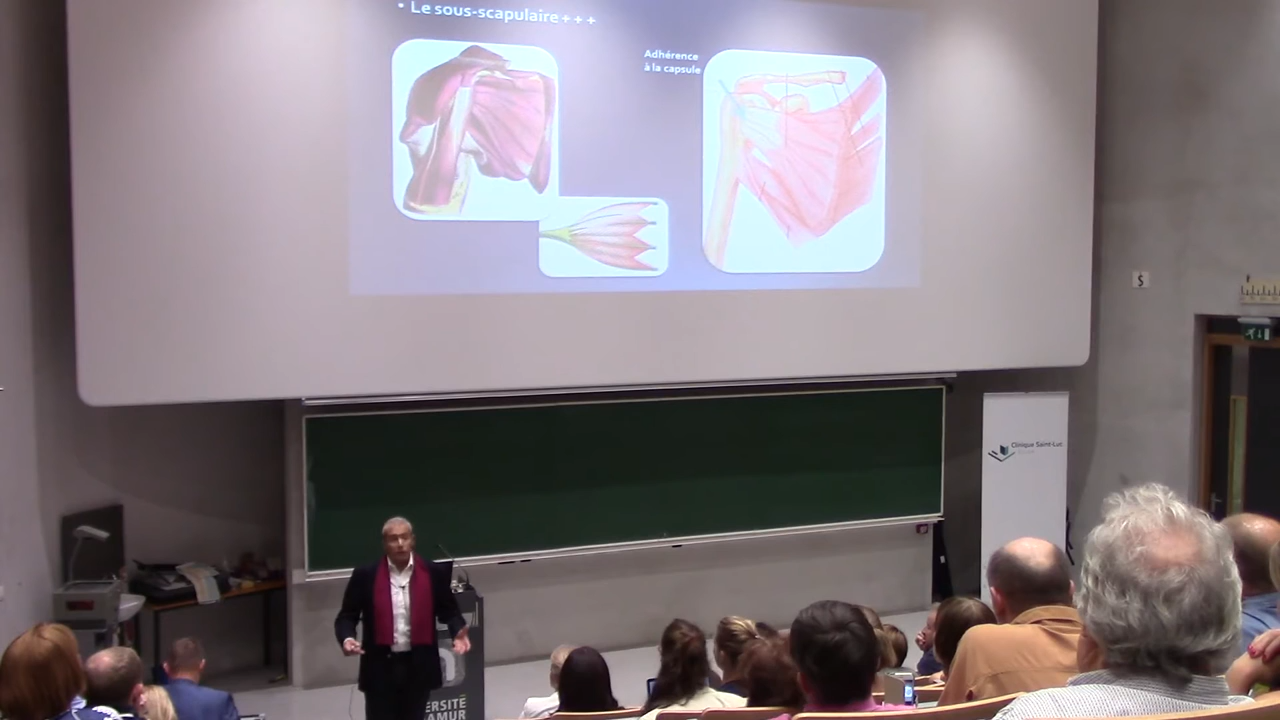 • Le sous-scapulaire + + +
Adhérence
à la capsule
S
Clinique Saint-Luc
ERSITÉ
AMUR